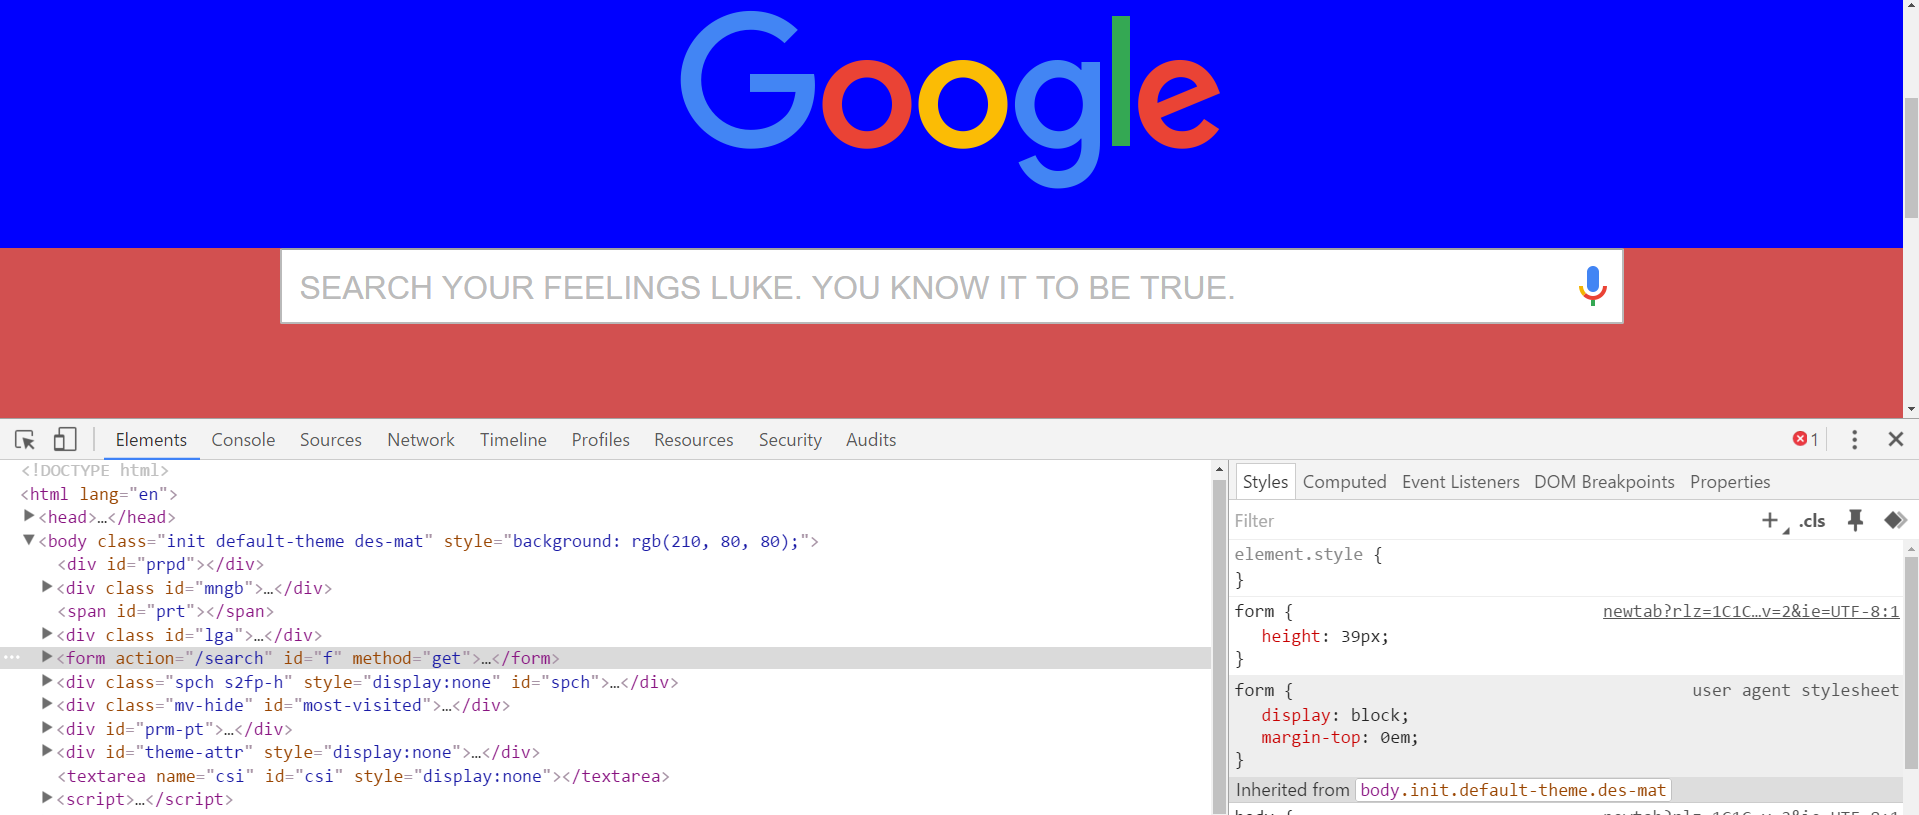 Google
SEARCH YOUR FEELINGS LUKE. YOU KNOW IT TO BE TRUE.
Elements Console Sources Network Timeline Profiles Resources Security Audits 1
<!DOCTYPE html>
<html lang="en">
<head>…</head>
<body class="init default-theme des-mat" style="background: rgb(210, 80, 80);">
<div id="prpd"></div>
<div class id="mngb">…</div>
<span id="prt"></span>
<div class id="lga">…</div>
<form action="/search" id="f" method="get">…</form>
<div class="spch s2fp-h" style="display:none" id="spch">…</div>
<div class="mv-hide" id="most-visited">…</div>
<div id="prm-pt">…</div>
<div id="theme-attr" style="display:none">…</div>
<textarea name="csi" id="csi" style="display:none"></textarea>
<script>…</script>
Styles Computed Event Listeners DOM Breakpoints Properties
Filter + .cls
element.style {
}
form { newtab?rlz=1C1C…v=2&ie=UTF-8:1
height: 39px;
}
form { user agent stylesheet
display: block;
margin-top: 0em;
}
Inherited from body.init.default-theme.des-mat